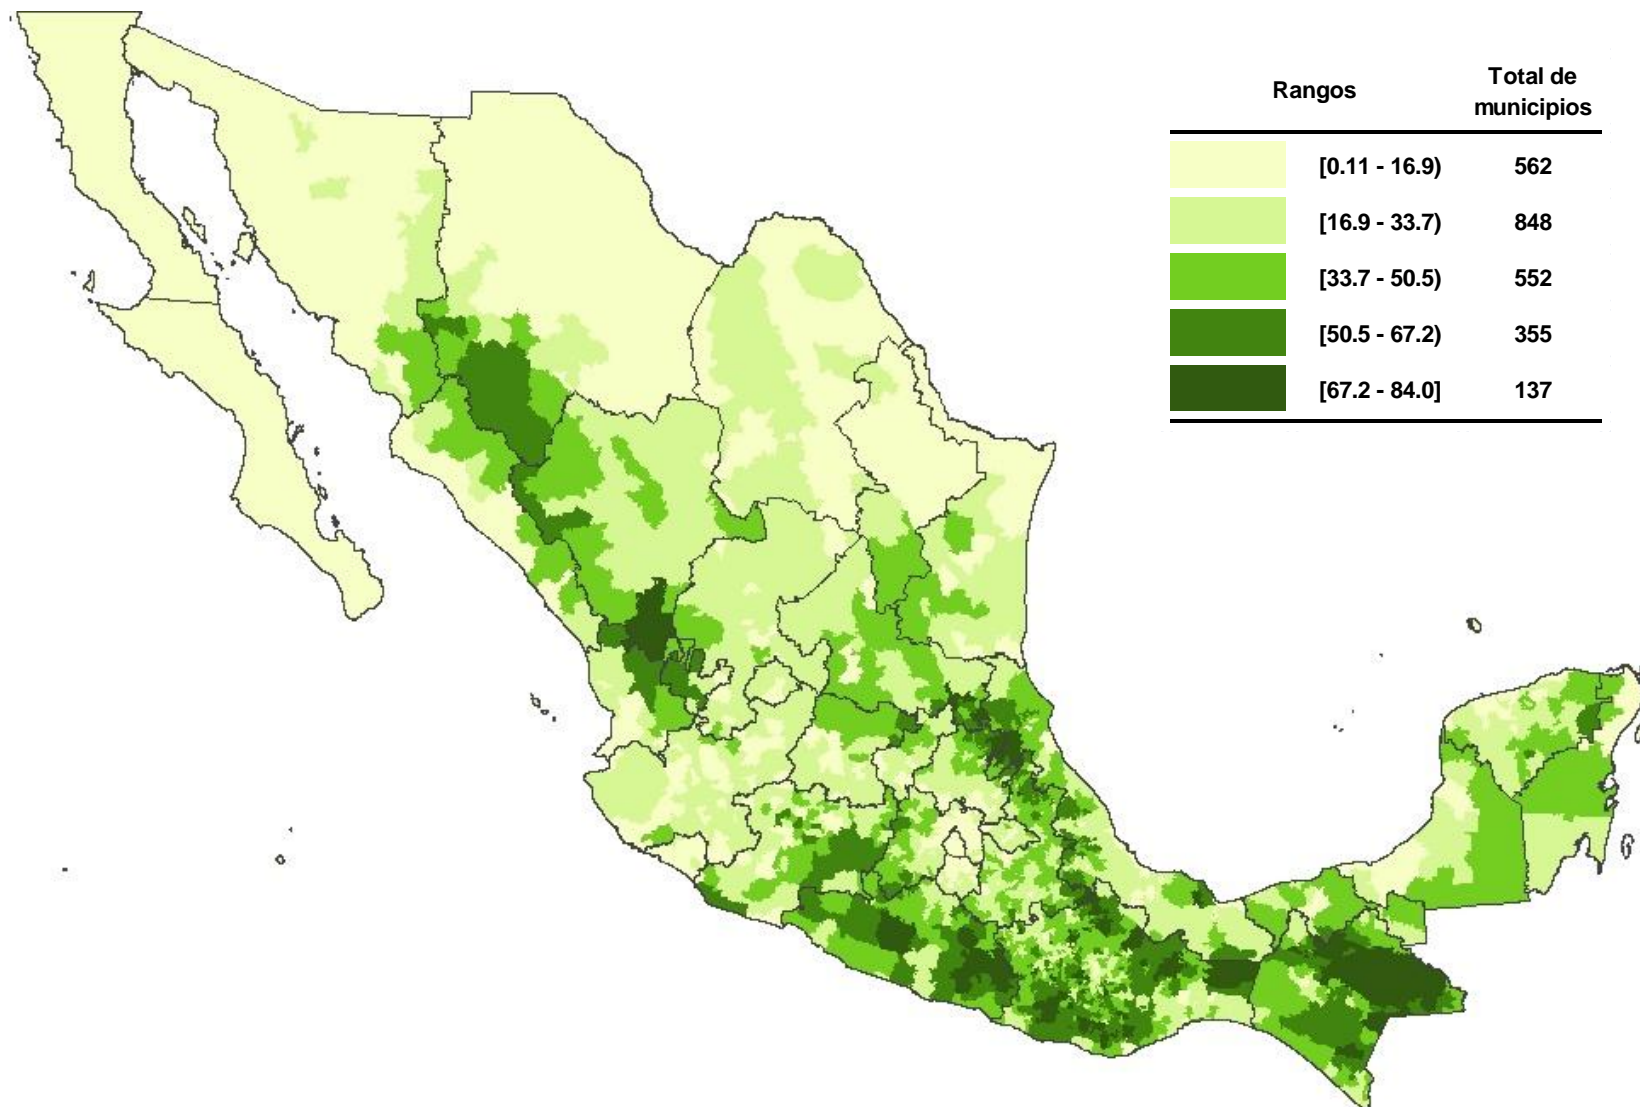 Rangos
Total de
municipios
[0.11 - 16.9) 562
[16.9 - 33.7) 848
[33.7 - 50.5) 552
[50.5 - 67.2) 355
[67.2 - 84.0] 137